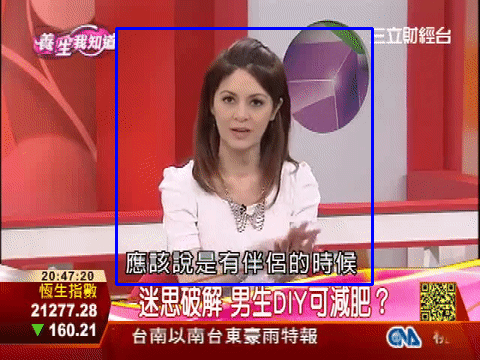 養生我知道
三立財經台
應該說是有伴侶的時候
20:47:20
恆生指數
21277.28
▼160.21
迷思破解 男生DIY可減肥？
台南以南台東豪雨特報
CNA